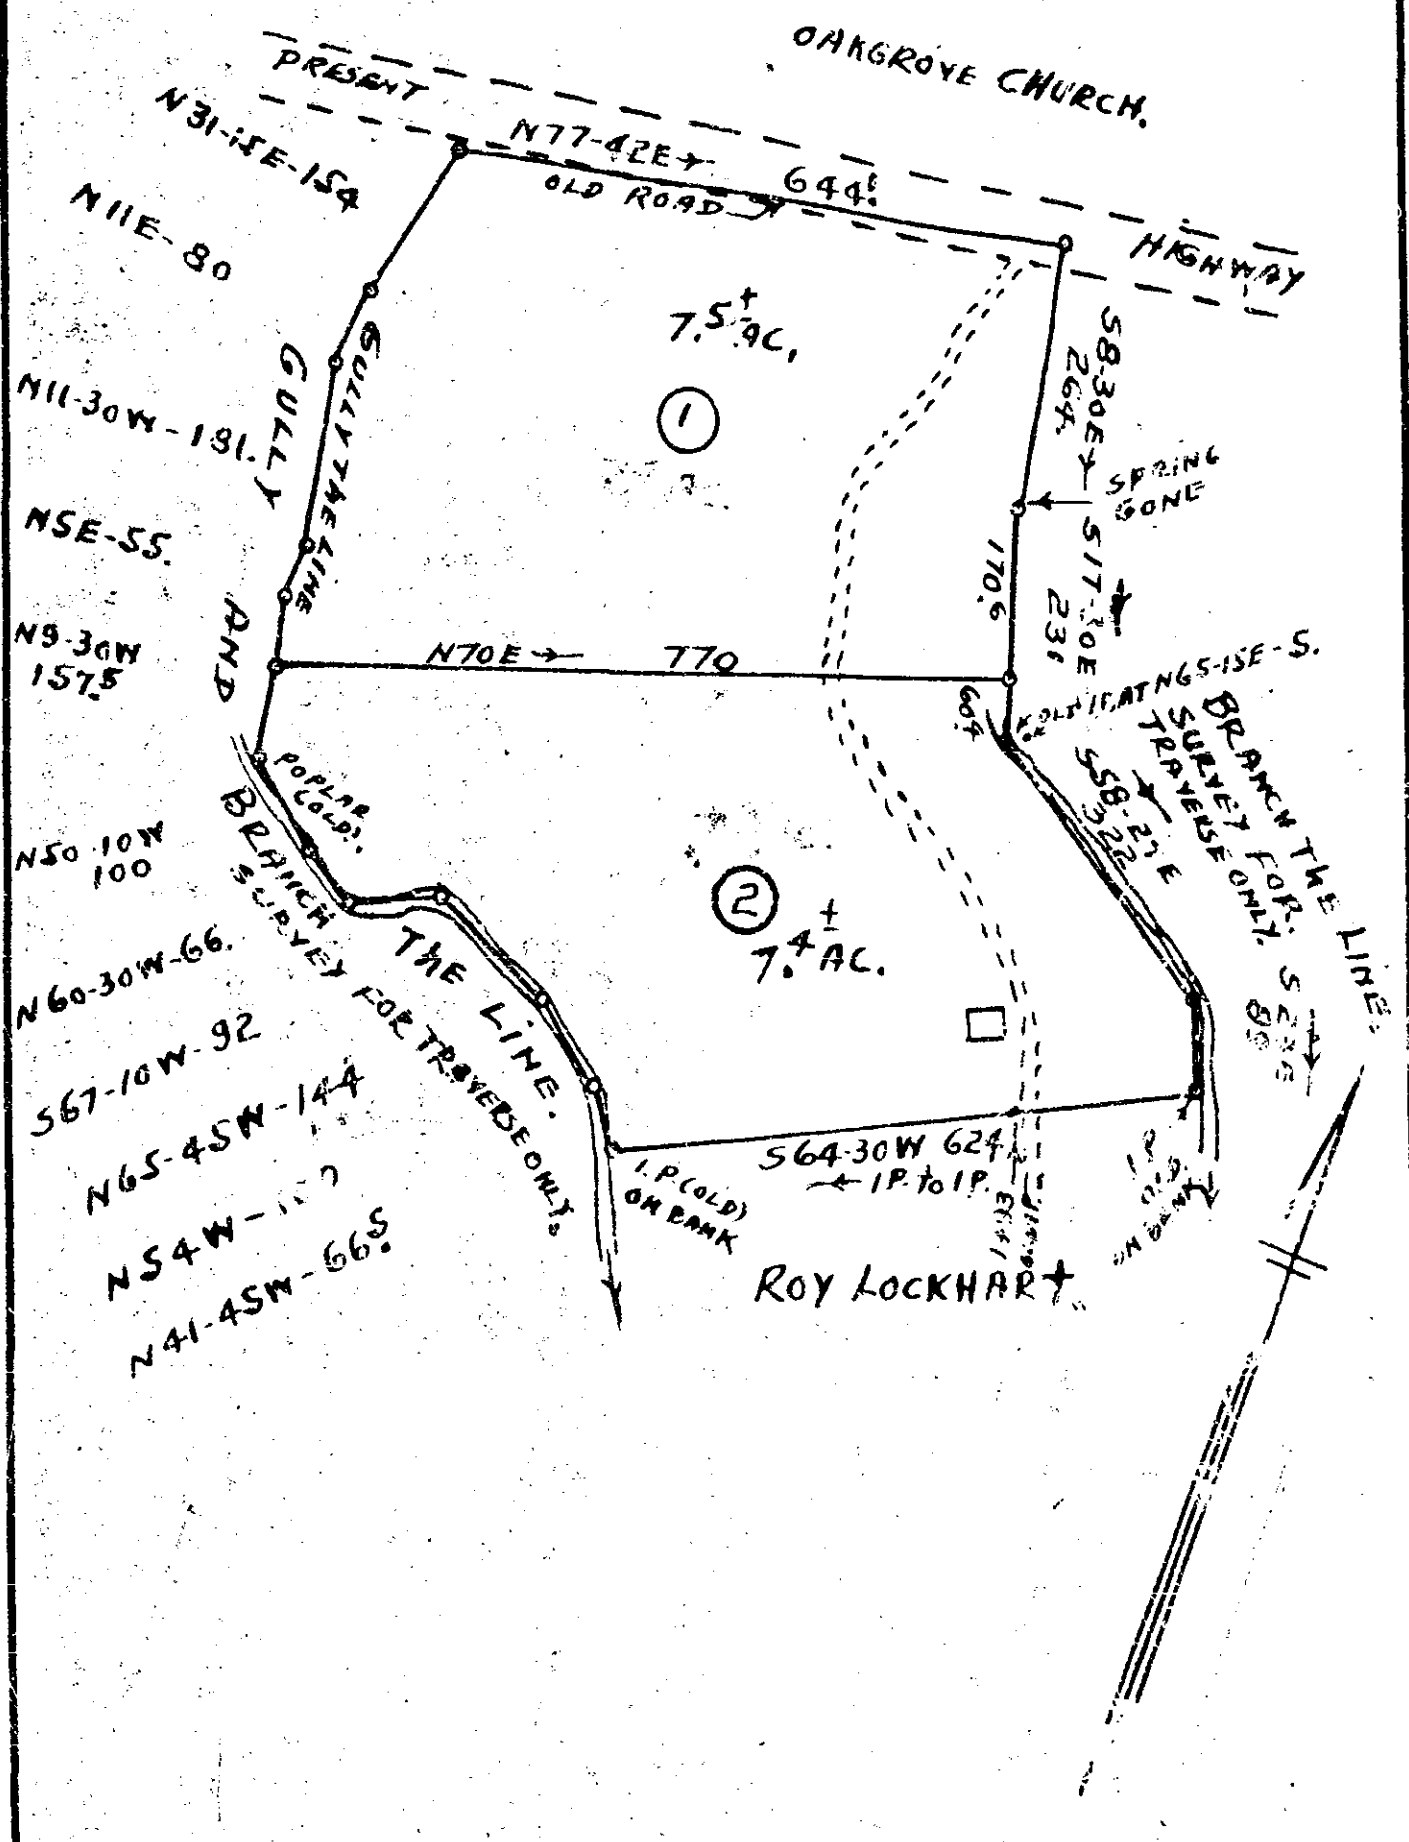 OAKGROVE CHURCH.
PRESENT
HIGHWAY
N77-42E
644!
OLD ROAD
N31-15E-154
N11E-80
N11-30W-181.
N5E-55.
N9-30W
157.5
N50-10W
100
N60-30W-66.
S67-10W-92
N65-45W-144
N54W-
N41-45W-66.5
GULLY
AND
BRANCH
THE LINE.
GULLY THE LINE
SURVEY FOR TRAVERSE ONLY.
POPLAR
(OLD).
7.5± AC.
1
S8-30E
264.
SPRING
GONE
170.6
S17-30E
231
N70E
770
60.4
AT N65-15E-5.
BRANCH THE LINE.
SURVEY FOR.
TRAVERSE ONLY.
S58-27E
322
2
7.4± AC.
89
S64-30W 624
I.P. to I.P.
I.P. (OLD)
ON BANK
ON BANK
ROY LOCKHART